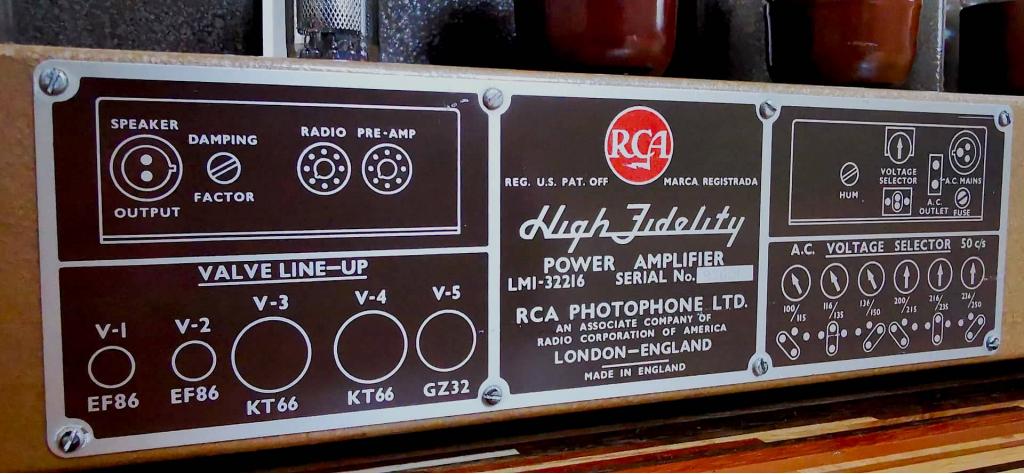 SPEAKER
DAMPING
FACTOR
OUTPUT
RADIO PRE-AMP
VALVE LINE-UP
V-1
EF86
V-2
EF86
V-3
KT66
V-4
KT66
V-5
GZ32
RCA
REG. U.S. PAT. OFF MARCA REGISTRADA
High Fidelity
POWER AMPLIFIER
LMI-32216 SERIAL No.
RCA PHOTOPHONE LTD.
AN ASSOCIATE COMPANY OF
RADIO CORPORATION OF AMERICA
LONDON-ENGLAND
MADE IN ENGLAND
HUM
VOLTAGE
SELECTOR
A.C.
OUTLET
A.C. MAINS
FUSE
A.C. VOLTAGE SELECTOR 50 c/s
100/115
116/135
136/150
200/215
216/235
236/250